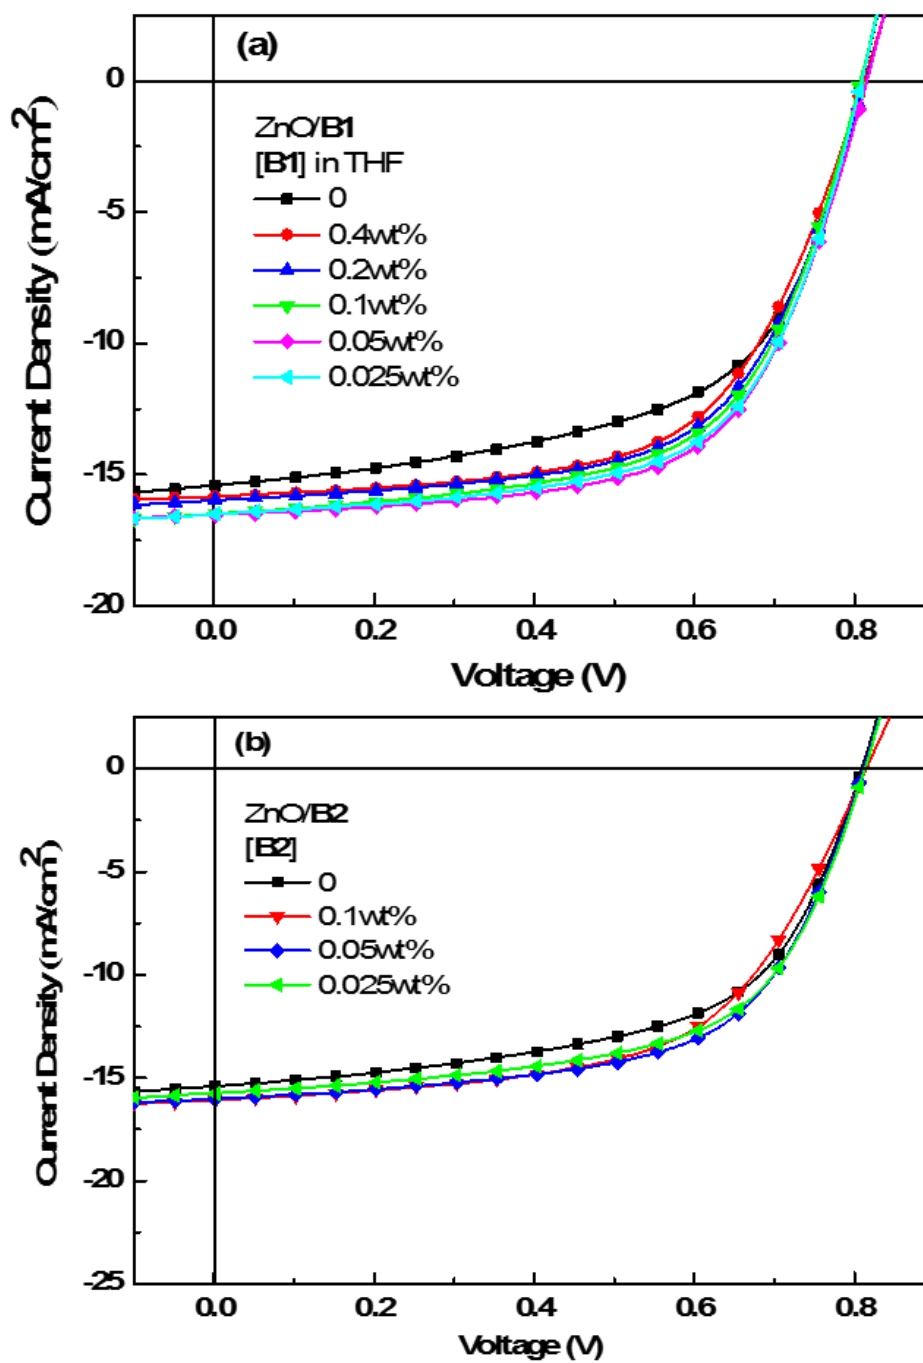 (a)
0
-5
-10
-15
-20
Current Density (mA/cm²)
ZnO/B1
[B1] in THF
0
0.4wt%
0.2wt%
0.1wt%
0.05wt%
0.025wt%
0.0 0.2 0.4 0.6 0.8
Voltage (V)
(b)
0
-5
-10
-15
-20
-25
Current Density (mA/cm²)
ZnO/B2
[B2]
0
0.1wt%
0.05wt%
0.025wt%
0.0 0.2 0.4 0.6 0.8
Voltage (V)